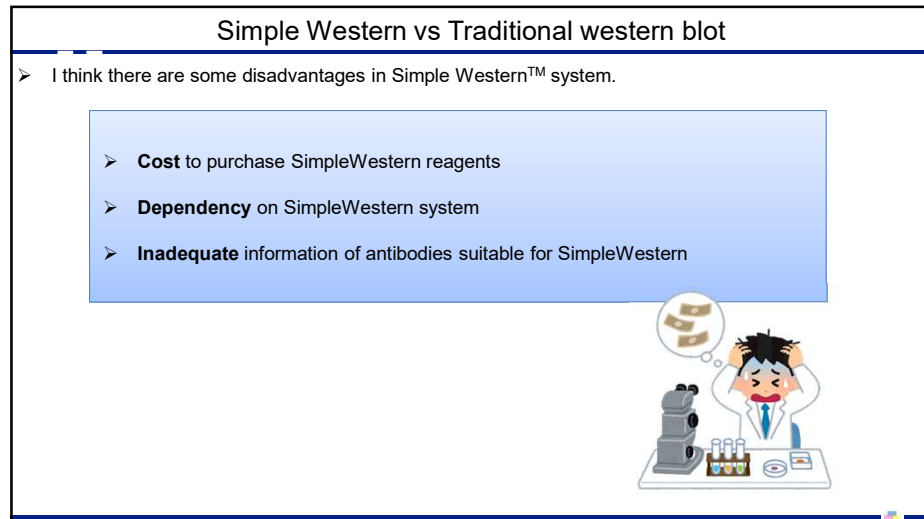 Simple Western vs Traditional western blot
➢ I think there are some disadvantages in Simple Western™ system.
➢ Cost to purchase SimpleWestern reagents
➢ Dependency on SimpleWestern system
➢ Inadequate information of antibodies suitable for SimpleWestern